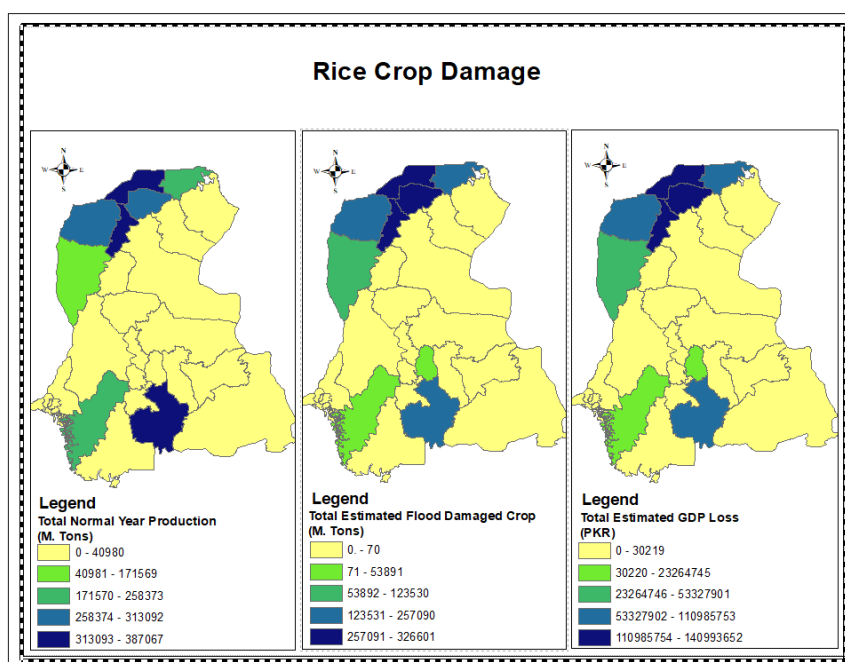 Rice Crop Damage
N
W E
S
Legend
Total Normal Year Production
(M. Tons)
0 - 40980
40981 - 171569
171570 - 258373
258374 - 313092
313093 - 387067
N
W E
S
Legend
Total Estimated Flood Damaged Crop
(M. Tons)
0. - 70
71 - 53891
53892 - 123530
123531 - 257090
257091 - 326601
N
W E
S
Legend
Total Estimated GDP Loss
(PKR)
0 - 30219
30220 - 23264745
23264746 - 53327901
53327902 - 110985753
110985754 - 140993652